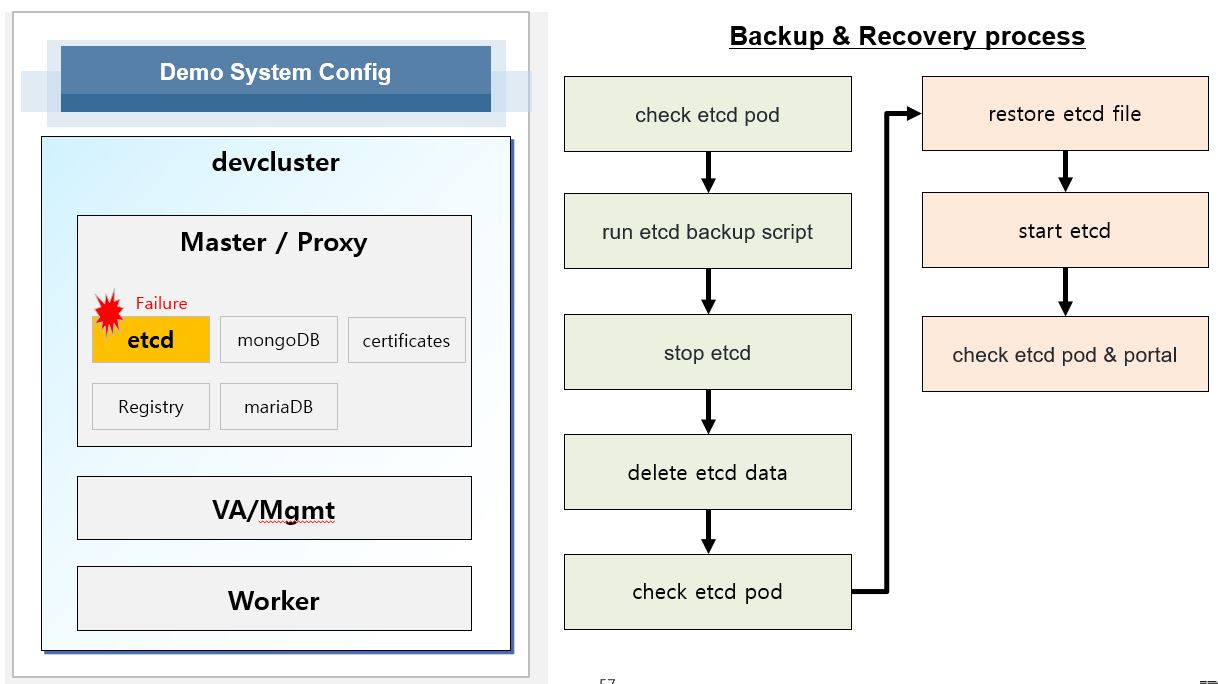 Demo System Config
devcluster
Master / Proxy
Failure
etcd
mongoDB
certificates
Registry
mariaDB
VA/Mgmt
Worker
Backup & Recovery process
check etcd pod
run etcd backup script
stop etcd
delete etcd data
check etcd pod
restore etcd file
start etcd
check etcd pod & portal